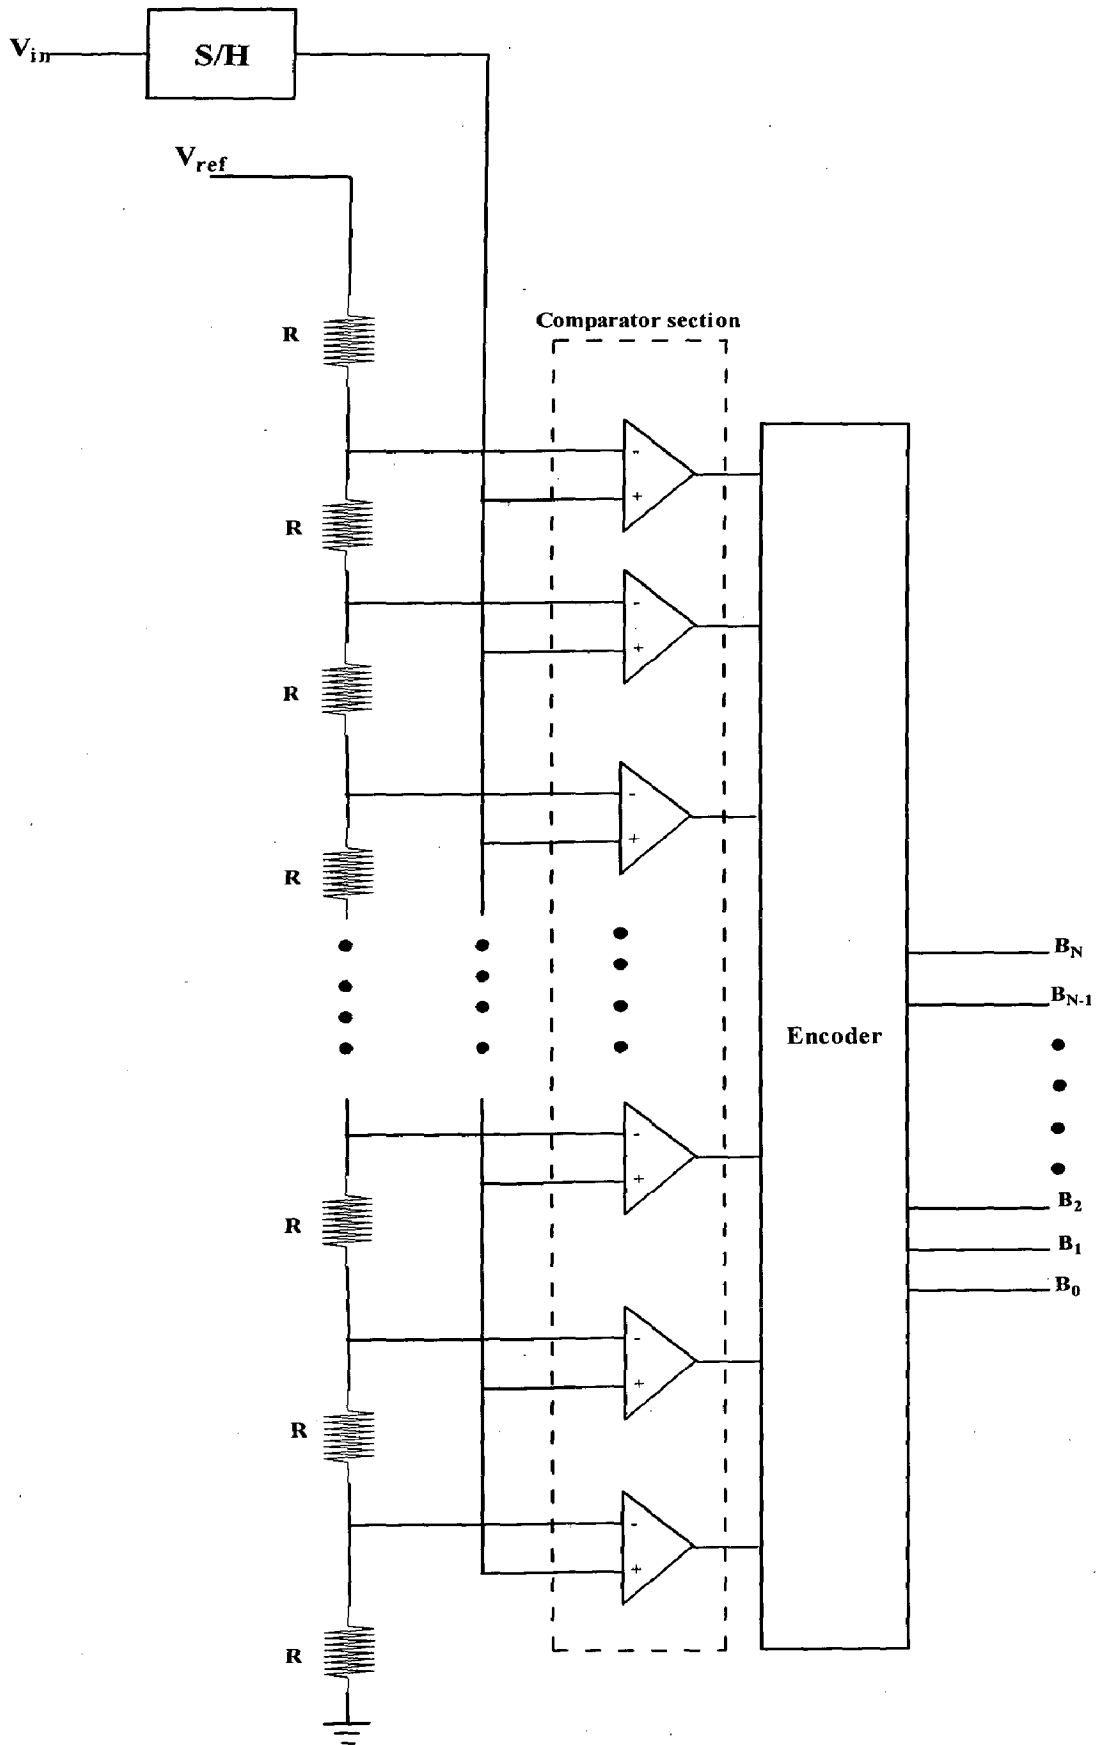 Vin
S/H
Vref
R
Comparator section
-
+
R
-
+
R
-
+
R
BN
BN-1
Encoder
-
+
B2
R
B1
B0
-
+
R
-
+
R